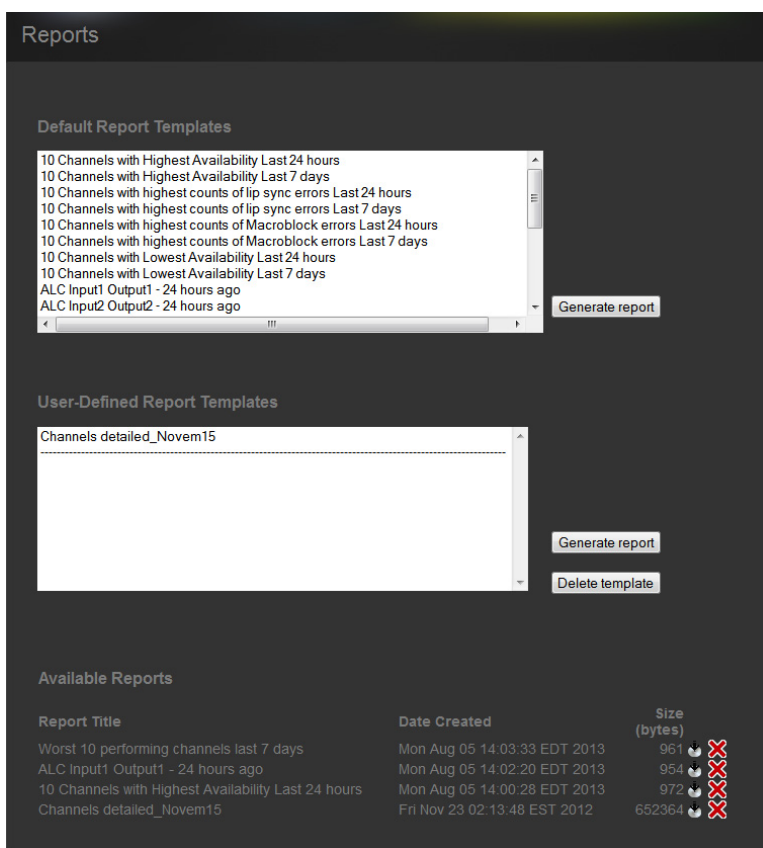 Reports
Default Report Templates
10 Channels with Highest Availability Last 24 hours
10 Channels with Highest Availability Last 7 days
10 Channels with highest counts of lip sync errors Last 24 hours
10 Channels with highest counts of lip sync errors Last 7 days
10 Channels with highest counts of Macroblock errors Last 24 hours
10 Channels with highest counts of Macroblock errors Last 7 days
10 Channels with Lowest Availability Last 24 hours
10 Channels with Lowest Availability Last 7 days
ALC Input1 Output1 - 24 hours ago
ALC Input2 Output2 - 24 hours ago
Generate report
User-Defined Report Templates
Channels detailed_Novem15
Generate report
Delete template
Available Reports
Report Title Date Created Size (bytes)
Worst 10 performing channels last 7 days Mon Aug 05 14:03:33 EDT 2013 961
ALC Input1 Output1 - 24 hours ago Mon Aug 05 14:02:20 EDT 2013 954
10 Channels with Highest Availability Last 24 hours Mon Aug 05 14:00:28 EDT 2013 972
Channels detailed_Novem15 Fri Nov 23 02:13:48 EST 2012 652364